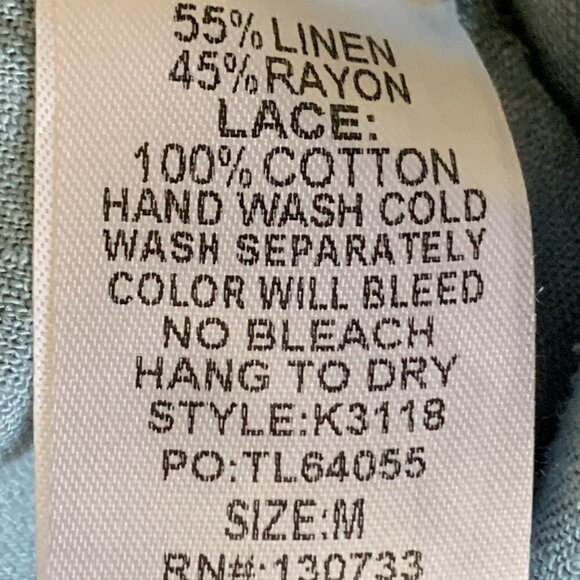 55% LINEN
45% RAYON
LACE:
100% COTTON
HAND WASH COLD
WASH SEPARATELY
COLOR WILL BLEED
NO BLEACH
HANG TO DRY
STYLE:K3118
PO:TL64055
SIZE:M
RN#:130733